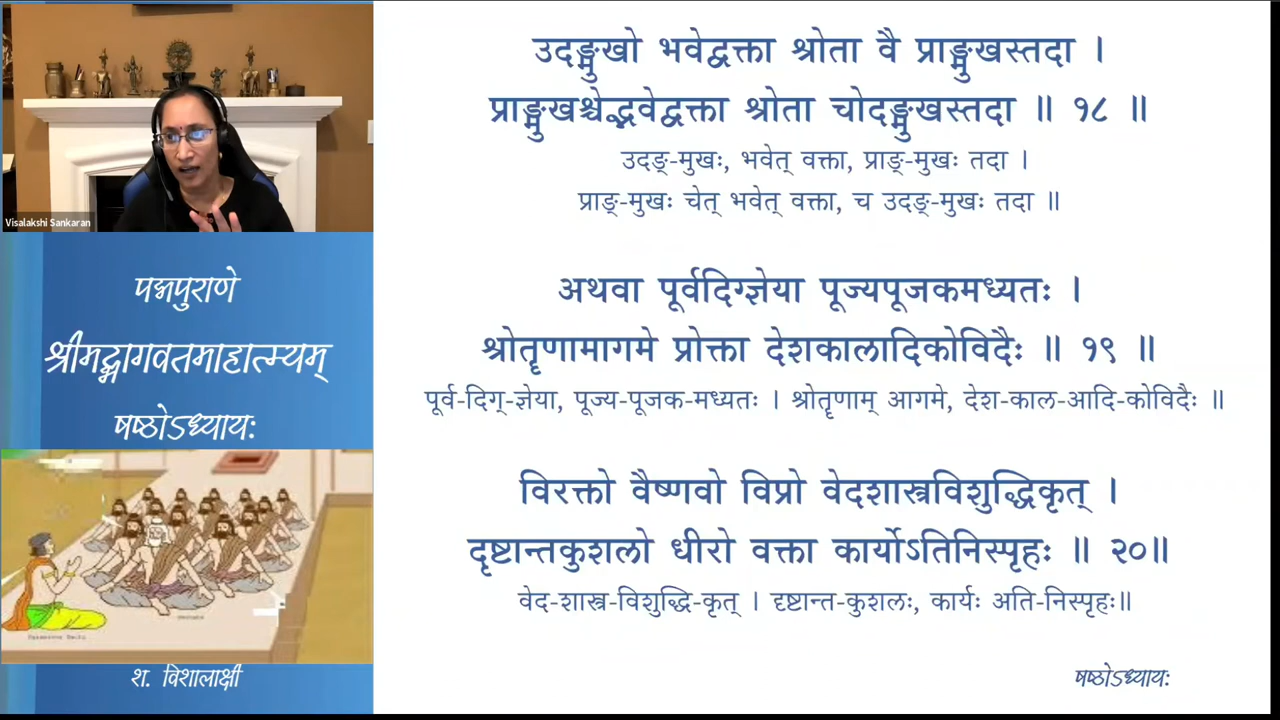 Visalakshi Sankaran
पद्मपुराणे
श्रीमद्भागवतमाहात्म्यम्
षष्ठोऽध्यायः
श. विशालाक्षी
उदङ्मुखो भवेद्वक्ता श्रोता वै प्राङ्मुखस्तदा ।
प्राङ्मुखश्चेद्भवेद्वक्ता श्रोता चोदङ्मुखस्तदा ॥ १८ ॥
उदङ्-मुखः, भवेत् वक्ता, प्राङ्-मुखः तदा ।
प्राङ्-मुखः चेत् भवेत् वक्ता, च उदङ्-मुखः तदा ॥
अथवा पूर्वदिग्ज्ञेया पूज्यपूजकमध्यतः ।
श्रोतॄणामागमे प्रोक्ता देशकालादिकोविदैः ॥ १९ ॥
पूर्व-दिग्-ज्ञेया, पूज्य-पूजक-मध्यतः । श्रोतॄणाम् आगमे, देश-काल-आदि-कोविदैः ॥
विरक्तो वैष्णवो विप्रो वेदशास्त्रविशुद्धिकृत् ।
दृष्टान्तकुशलो धीरो वक्ता कार्योऽतिनिस्पृहः ॥ २०॥
वेद-शास्त्र-विशुद्धि-कृत् । दृष्टान्त-कुशलः, कार्यः अति-निस्पृहः॥
षष्ठोऽध्यायः